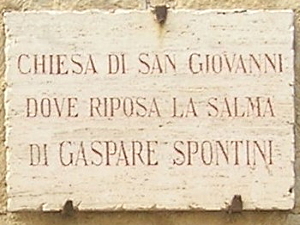 CHIESA DI SAN GIOVANNI
DOVE RIPOSA LA SALMA
DI GASPARE SPONTINI